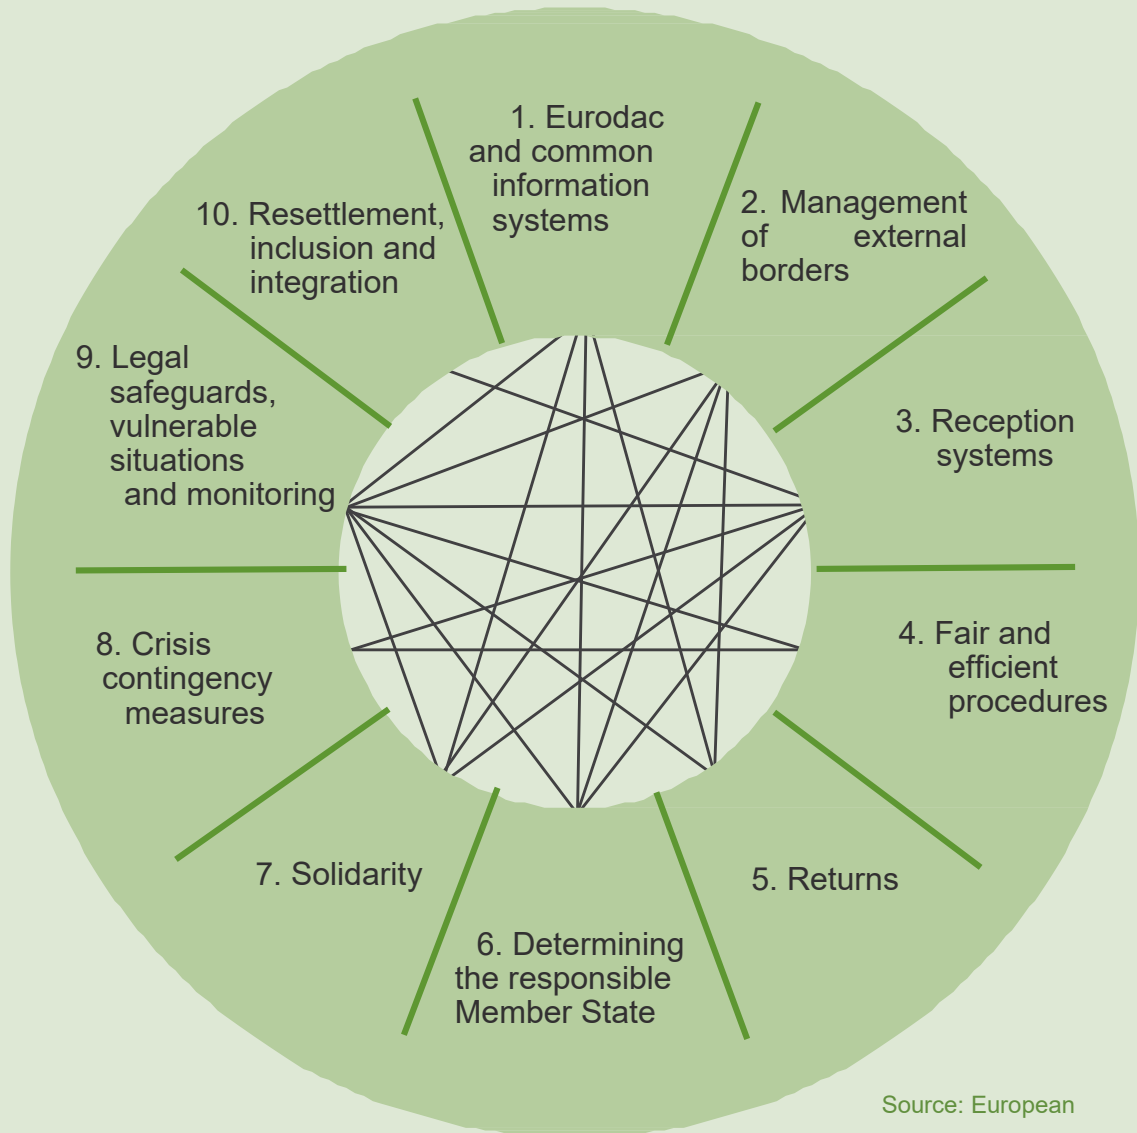 1. Eurodac
and common
information
systems
2. Management
of external
borders
3. Reception
systems
4. Fair and
efficient
procedures
5. Returns
6. Determining
the responsible
Member State
7. Solidarity
8. Crisis
contingency
measures
9. Legal
safeguards,
vulnerable
situations
and monitoring
10. Resettlement,
inclusion and
integration
Source: European